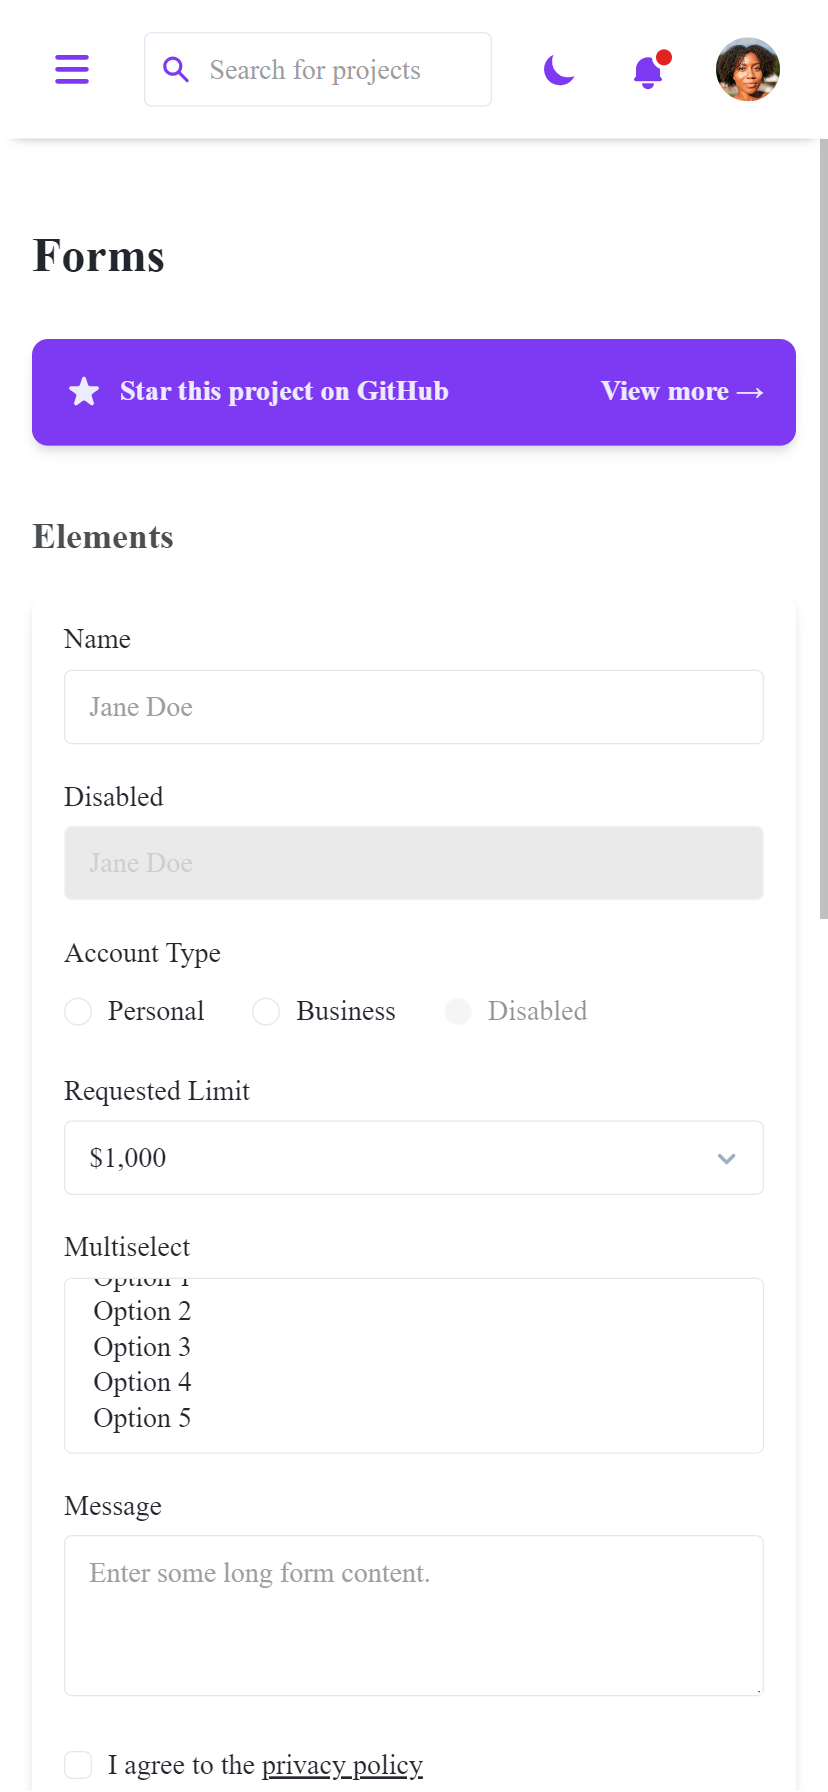 Search for projects
Forms
Star this project on GitHub
View more →
Elements
Name
Jane Doe
Disabled
Jane Doe
Account Type
Personal
Business
Disabled
Requested Limit
$1,000
Multiselect
Option 1
Option 2
Option 3
Option 4
Option 5
Message
Enter some long form content.
I agree to the privacy policy